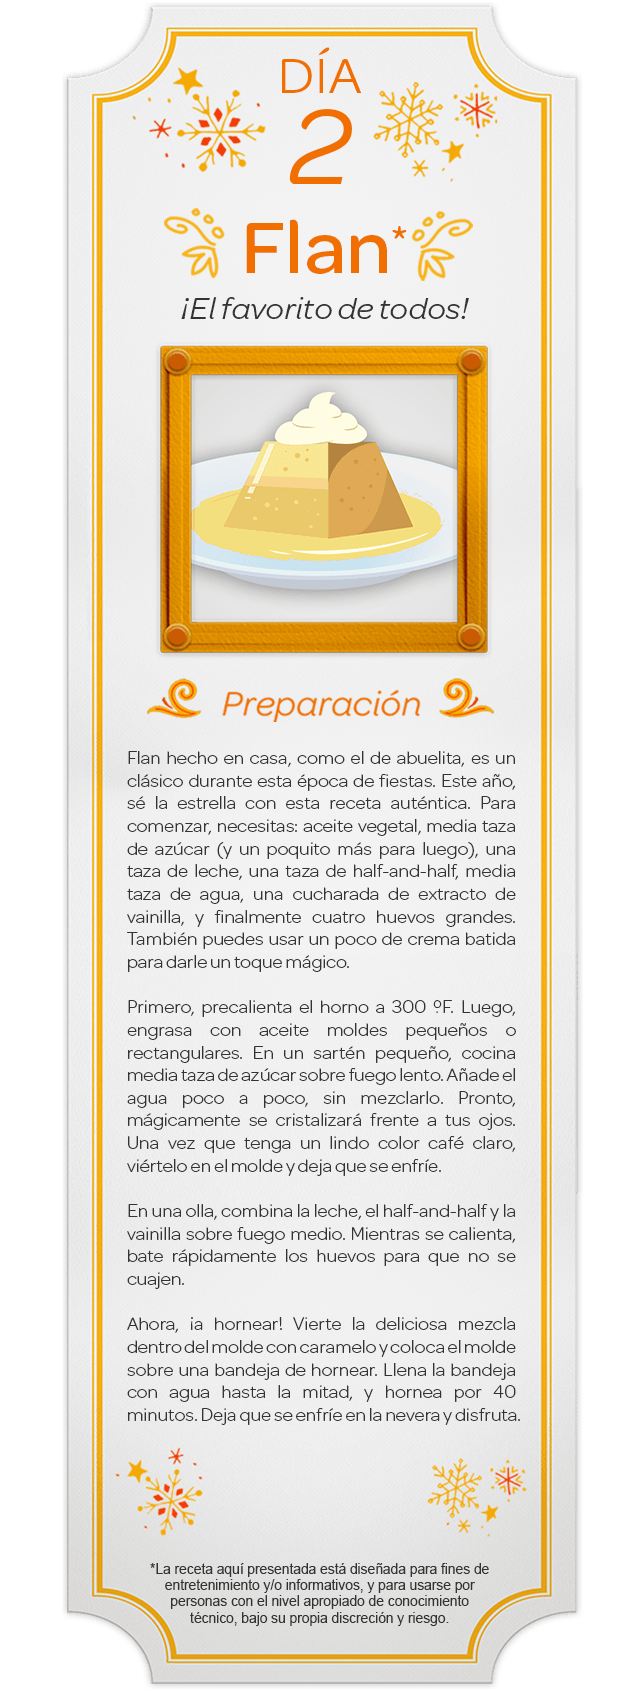 DÍA
2
Flan*
¡El favorito de todos!
Preparación
Flan hecho en casa, como el de abuelita, es un
clásico durante esta época de fiestas. Este año,
sé la estrella con esta receta auténtica. Para
comenzar, necesitas: aceite vegetal, media taza
de azúcar (y un poquito más para luego), una
taza de leche, una taza de half-and-half, media
taza de agua, una cucharada de extracto de
vainilla, y finalmente cuatro huevos grandes.
También puedes usar un poco de crema batida
para darle un toque mágico.
Primero, precalienta el horno a 300 ºF. Luego,
engrasa con aceite moldes pequeños o
rectangulares. En un sartén pequeño, cocina
media taza de azúcar sobre fuego lento. Añade el
agua poco a poco, sin mezclarlo. Pronto,
mágicamente se cristalizará frente a tus ojos.
Una vez que tenga un lindo color café claro,
viértelo en el molde y deja que se enfríe.
En una olla, combina la leche, el half-and-half y la
vainilla sobre fuego medio. Mientras se calienta,
bate rápidamente los huevos para que no se
cuajen.
Ahora, ¡a hornear! Vierte la deliciosa mezcla
dentro del molde con caramelo y coloca el molde
sobre una bandeja de hornear. Llena la bandeja
con agua hasta la mitad, y hornea por 40
minutos. Deja que se enfríe en la nevera y disfruta.
*La receta aquí presentada está diseñada para fines de
entretenimiento y/o informativos, y para usarse por
personas con el nivel apropiado de conocimiento
técnico, bajo su propia discreción y riesgo.